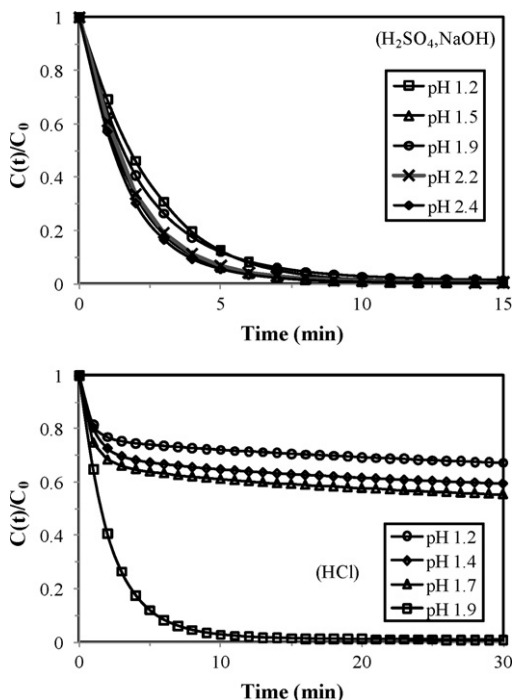 1
0.8
0.6
0.4
0.2
0
C(t)/C₀
(H₂SO₄,NaOH)
pH 1.2
pH 1.5
pH 1.9
pH 2.2
pH 2.4
0 5 10 15
Time (min)
1
0.8
0.6
0.4
0.2
0
C(t)/C₀
(HCl)
pH 1.2
pH 1.4
pH 1.7
pH 1.9
0 10 20 30
Time (min)